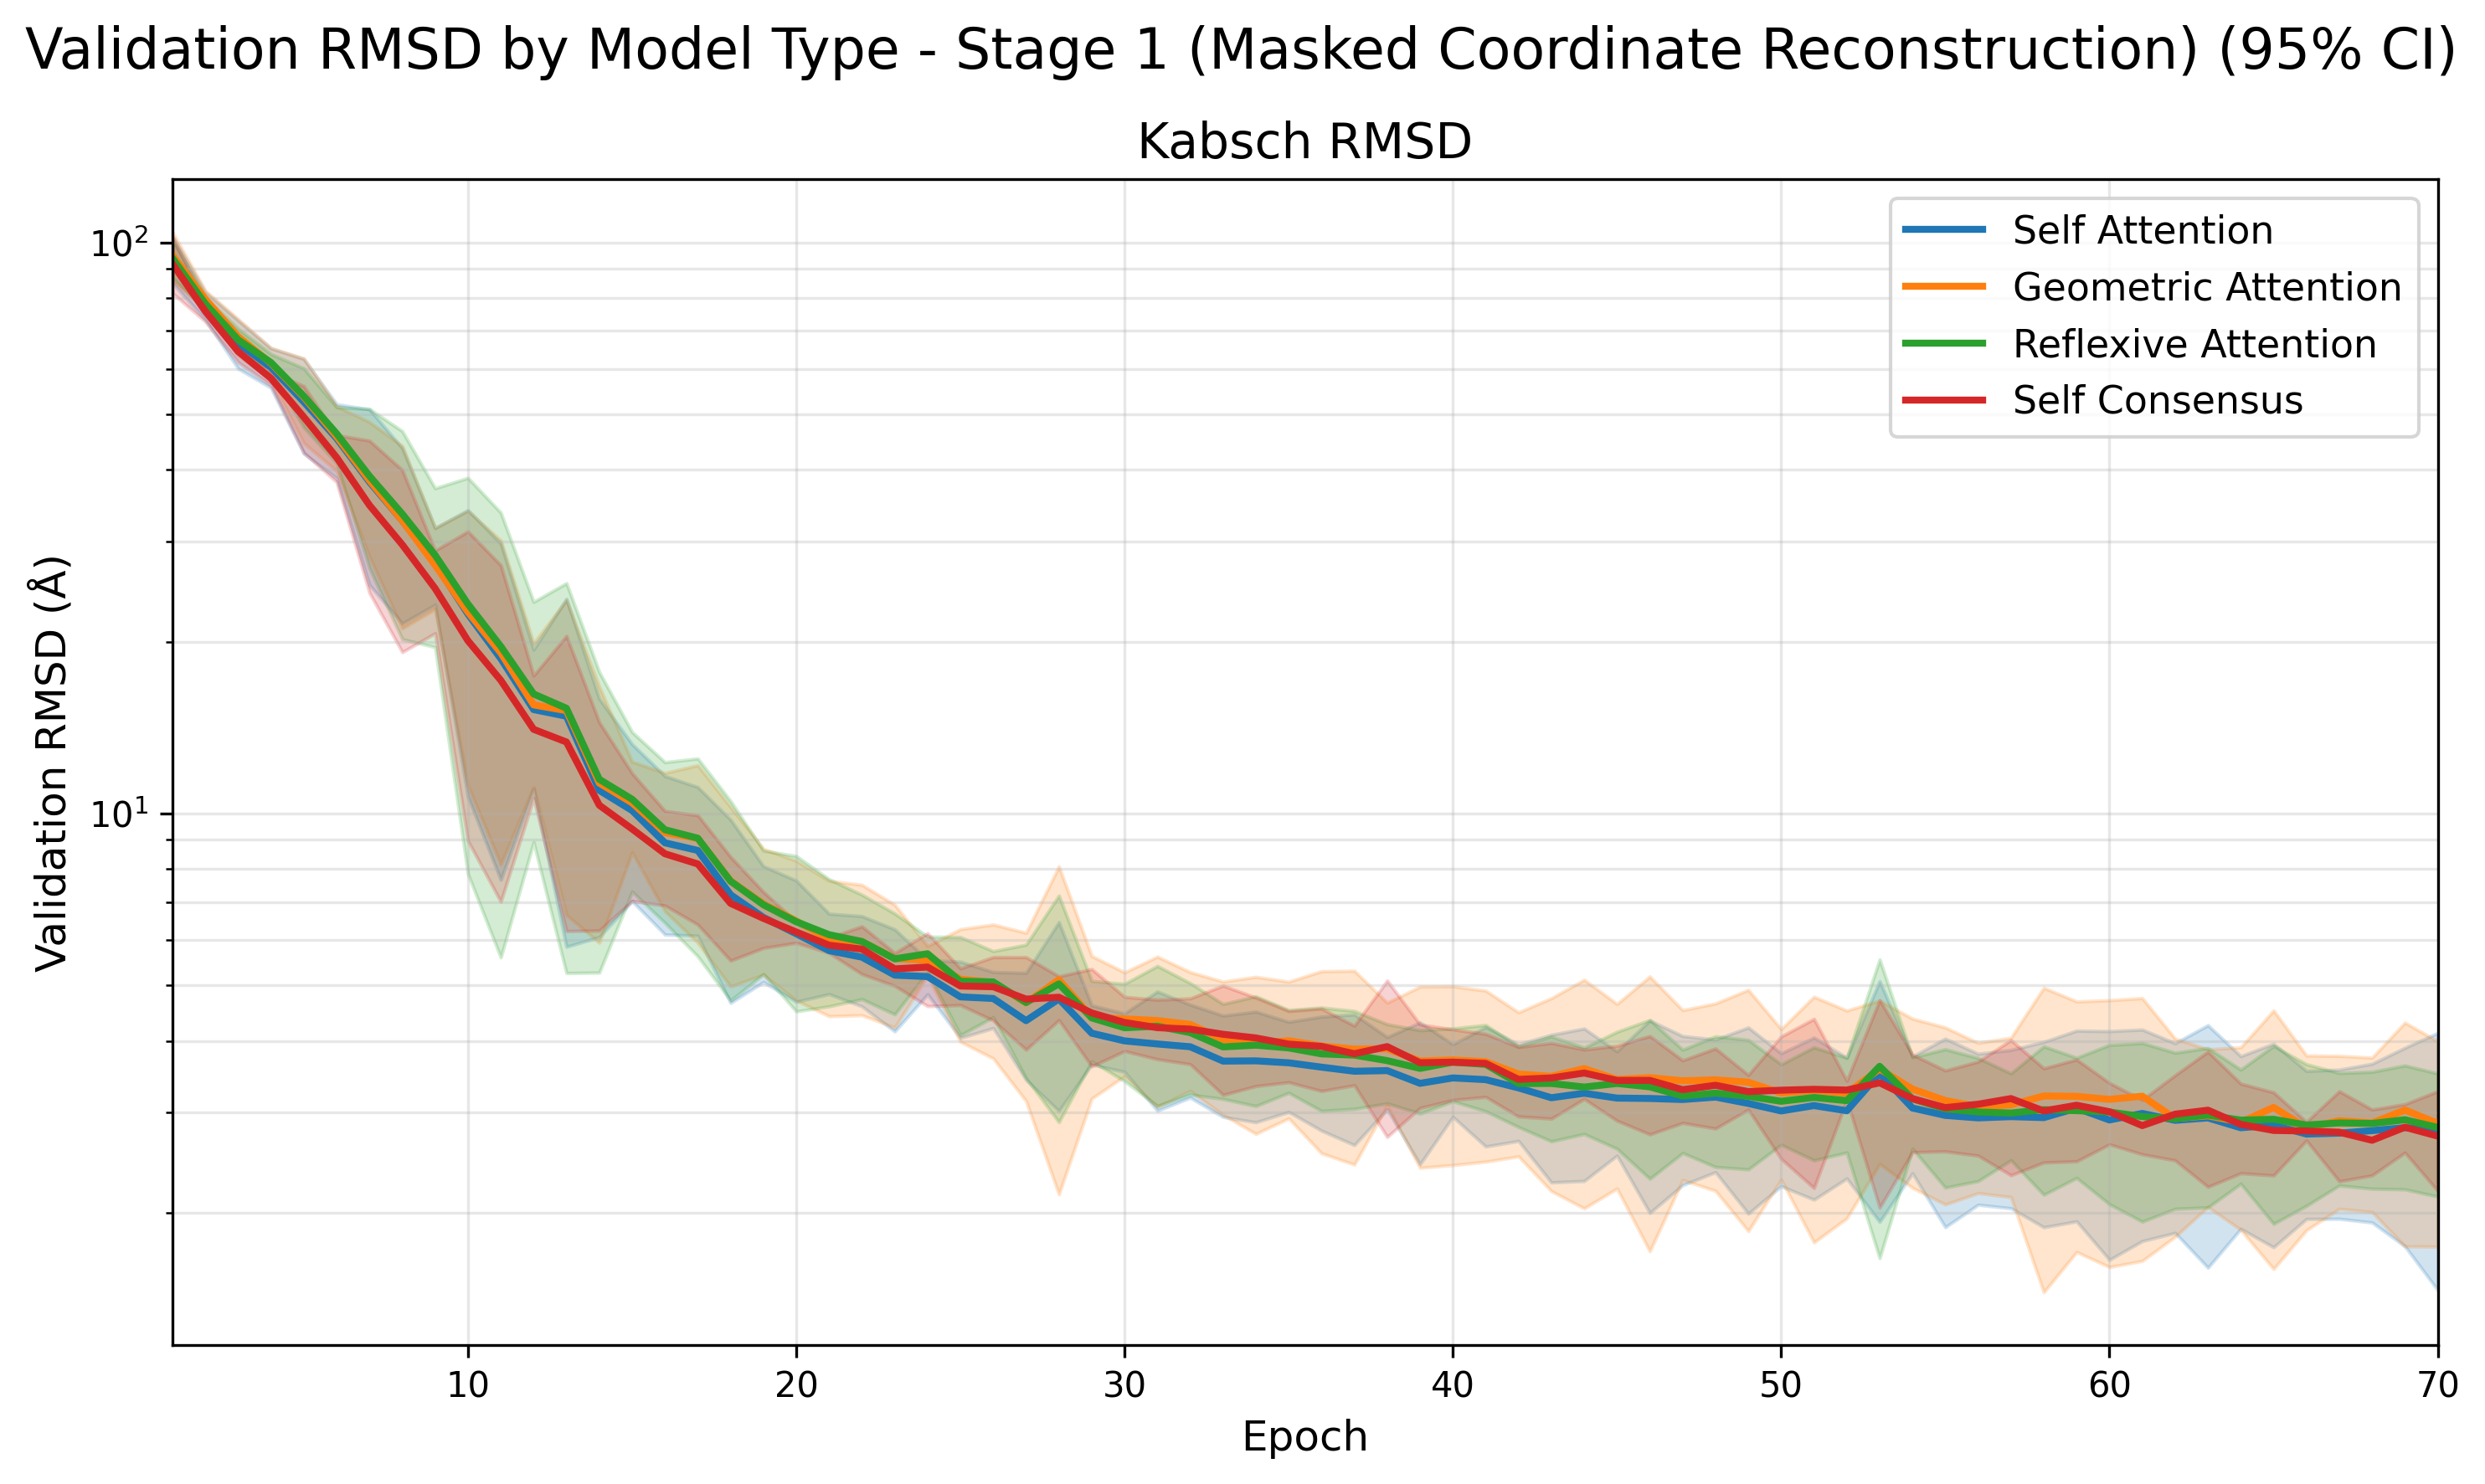 Validation RMSD by Model Type - Stage 1 (Masked Coordinate Reconstruction) (95% CI)
Kabsch RMSD
Self Attention
Geometric Attention
Reflexive Attention
Self Consensus
Validation RMSD (Å)
10²
10¹
10 20 30 40 50 60 70
Epoch